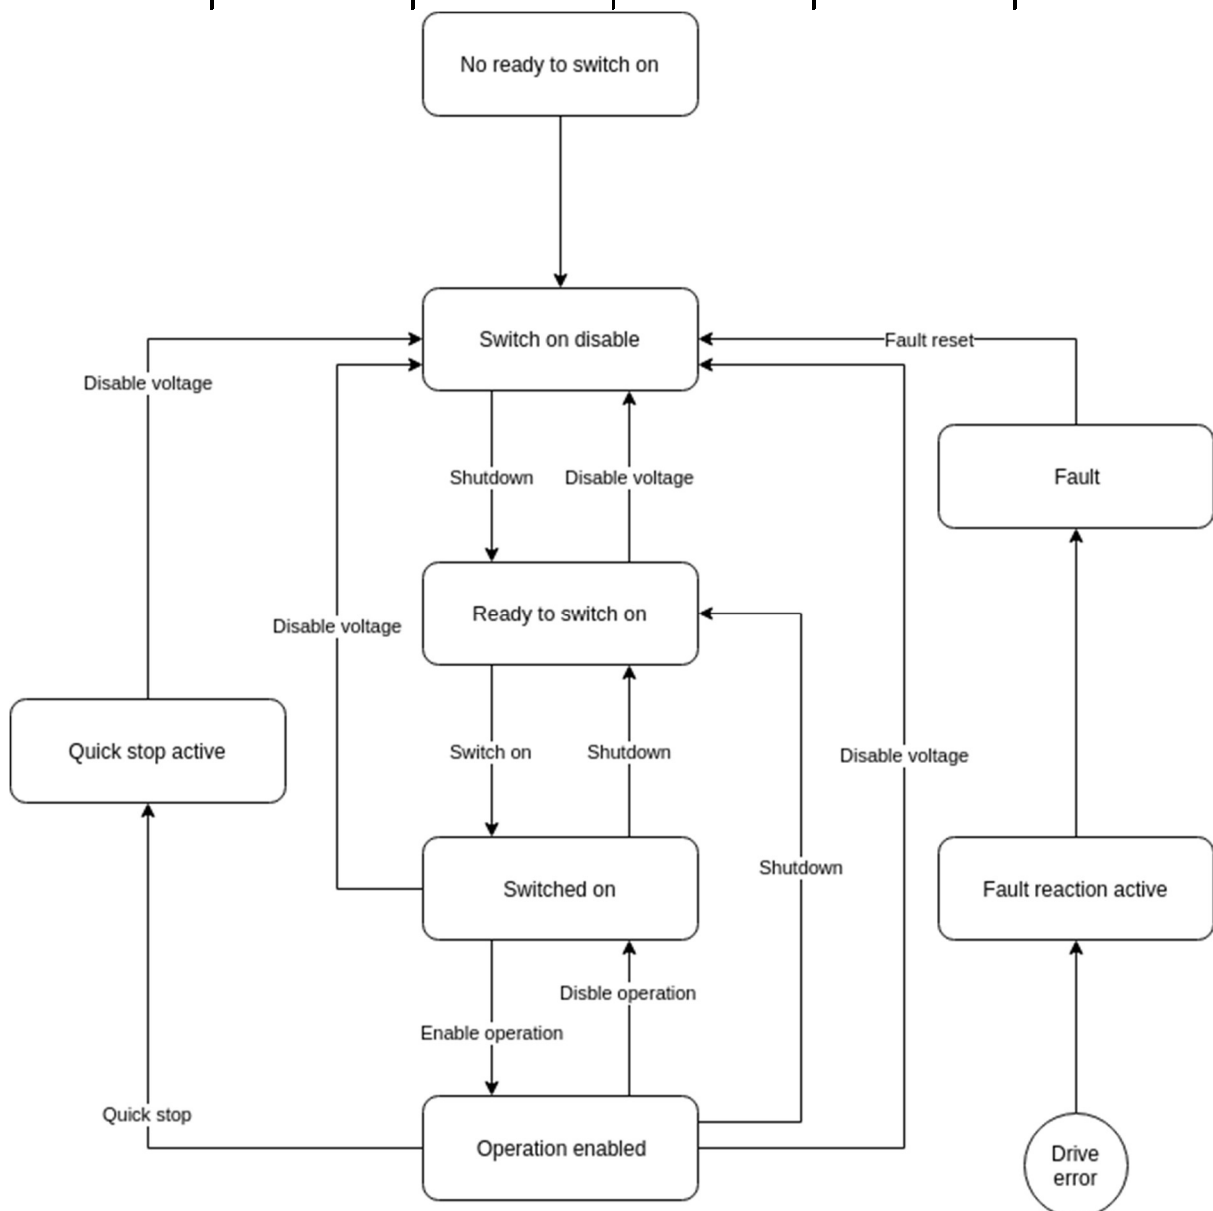 No ready to switch on
Switch on disable
Fault reset
Disable voltage
Shutdown
Disable voltage
Fault
Ready to switch on
Disable voltage
Quick stop active
Switch on
Shutdown
Disable voltage
Shutdown
Switched on
Fault reaction active
Disble operation
Enable operation
Quick stop
Operation enabled
Drive
error